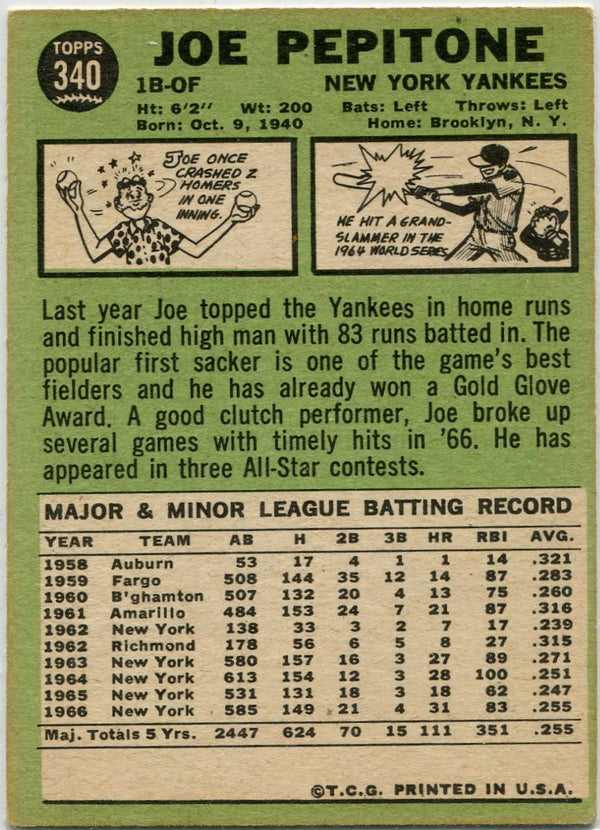 TOPPS
340
JOE PEPITONE
1B-OF NEW YORK YANKEES
Ht: 6'2" Wt: 200 Bats: Left Throws: Left
Born: Oct. 9, 1940 Home: Brooklyn, N. Y.
JOE ONCE
CRASHED 2
HOMERS
IN ONE
INNING.
HE HIT A GRAND-
SLAMMER IN THE
1964 WORLD SERIES.
Last year Joe topped the Yankees in home runs
and finished high man with 83 runs batted in. The
popular first sacker is one of the game's best
fielders and he has already won a Gold Glove
Award. A good clutch performer, Joe broke up
several games with timely hits in '66. He has
appeared in three All-Star contests.
MAJOR & MINOR LEAGUE BATTING RECORD
YEAR TEAM AB H 2B 3B HR RBI AVG.
1958 Auburn 53 17 4 1 1 14 .321
1959 Fargo 508 144 35 12 14 87 .283
1960 B'ghamton 507 132 20 4 13 75 .260
1961 Amarillo 484 153 24 7 21 87 .316
1962 New York 138 33 3 2 7 17 .239
1962 Richmond 178 56 6 5 8 27 .315
1963 New York 580 157 16 3 27 89 .271
1964 New York 613 154 12 3 28 100 .251
1965 New York 531 131 18 3 18 62 .247
1966 New York 585 149 21 4 31 83 .255
Maj. Totals 5 Yrs. 2447 624 70 15 111 351 .255
©T.C.G. PRINTED IN U.S.A.